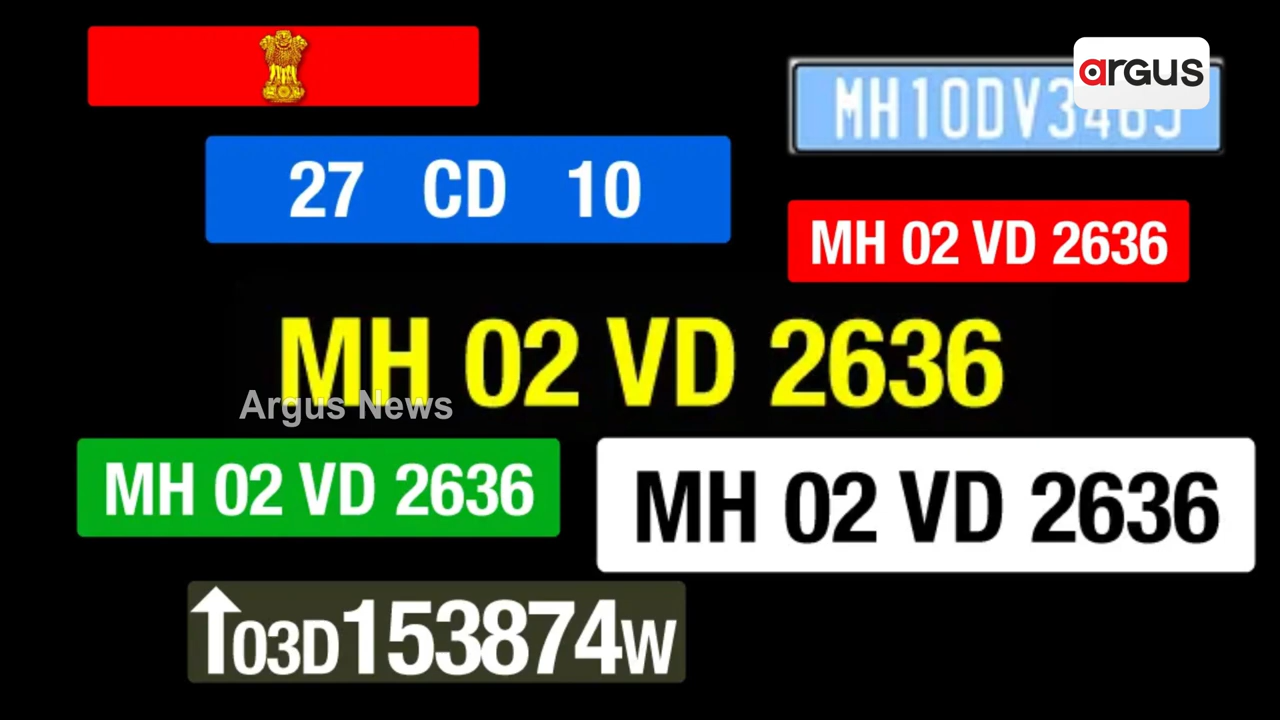 argus
27 CD 10
MH 02 VD 2636
MH 02 VD 2636
Argus News
MH 02 VD 2636
MH 02 VD 2636
↑03D153874W